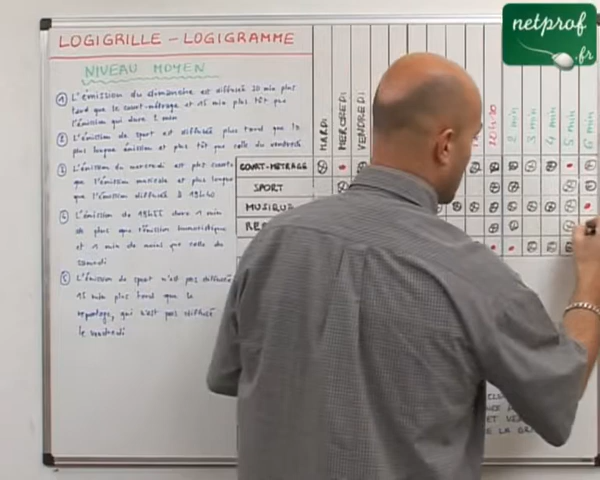 netprof
.fr
LOGIGRILLE – LOGIGRAMME
NIVEAU MOYEN
1 L'émission du dimanche est diffusée 20 min plus
tard que le court-métrage et 15 min plus tôt que
l'émission qui dure 2 min
2 L'émission de sport est diffusée plus tard que la
plus longue émission et plus tôt que celle du vendredi
3 L'émission du mercredi est plus courte
que l'émission musicale et plus longue
que l'émission diffusée à 19h40
4 L'émission de 19h55 dure 1 min
de plus que l'émission humoristique
et 1 min de moins que celle du
samedi
5 L'émission de sport n'est pas diffusée
15 min plus tard que le
reportage, qui n'est pas diffusé
le vendredi
MARDI
MERCREDI
VENDREDI
2 min
3 min
4 min
5 min
6 min
COURT-METRAGE
SPORT